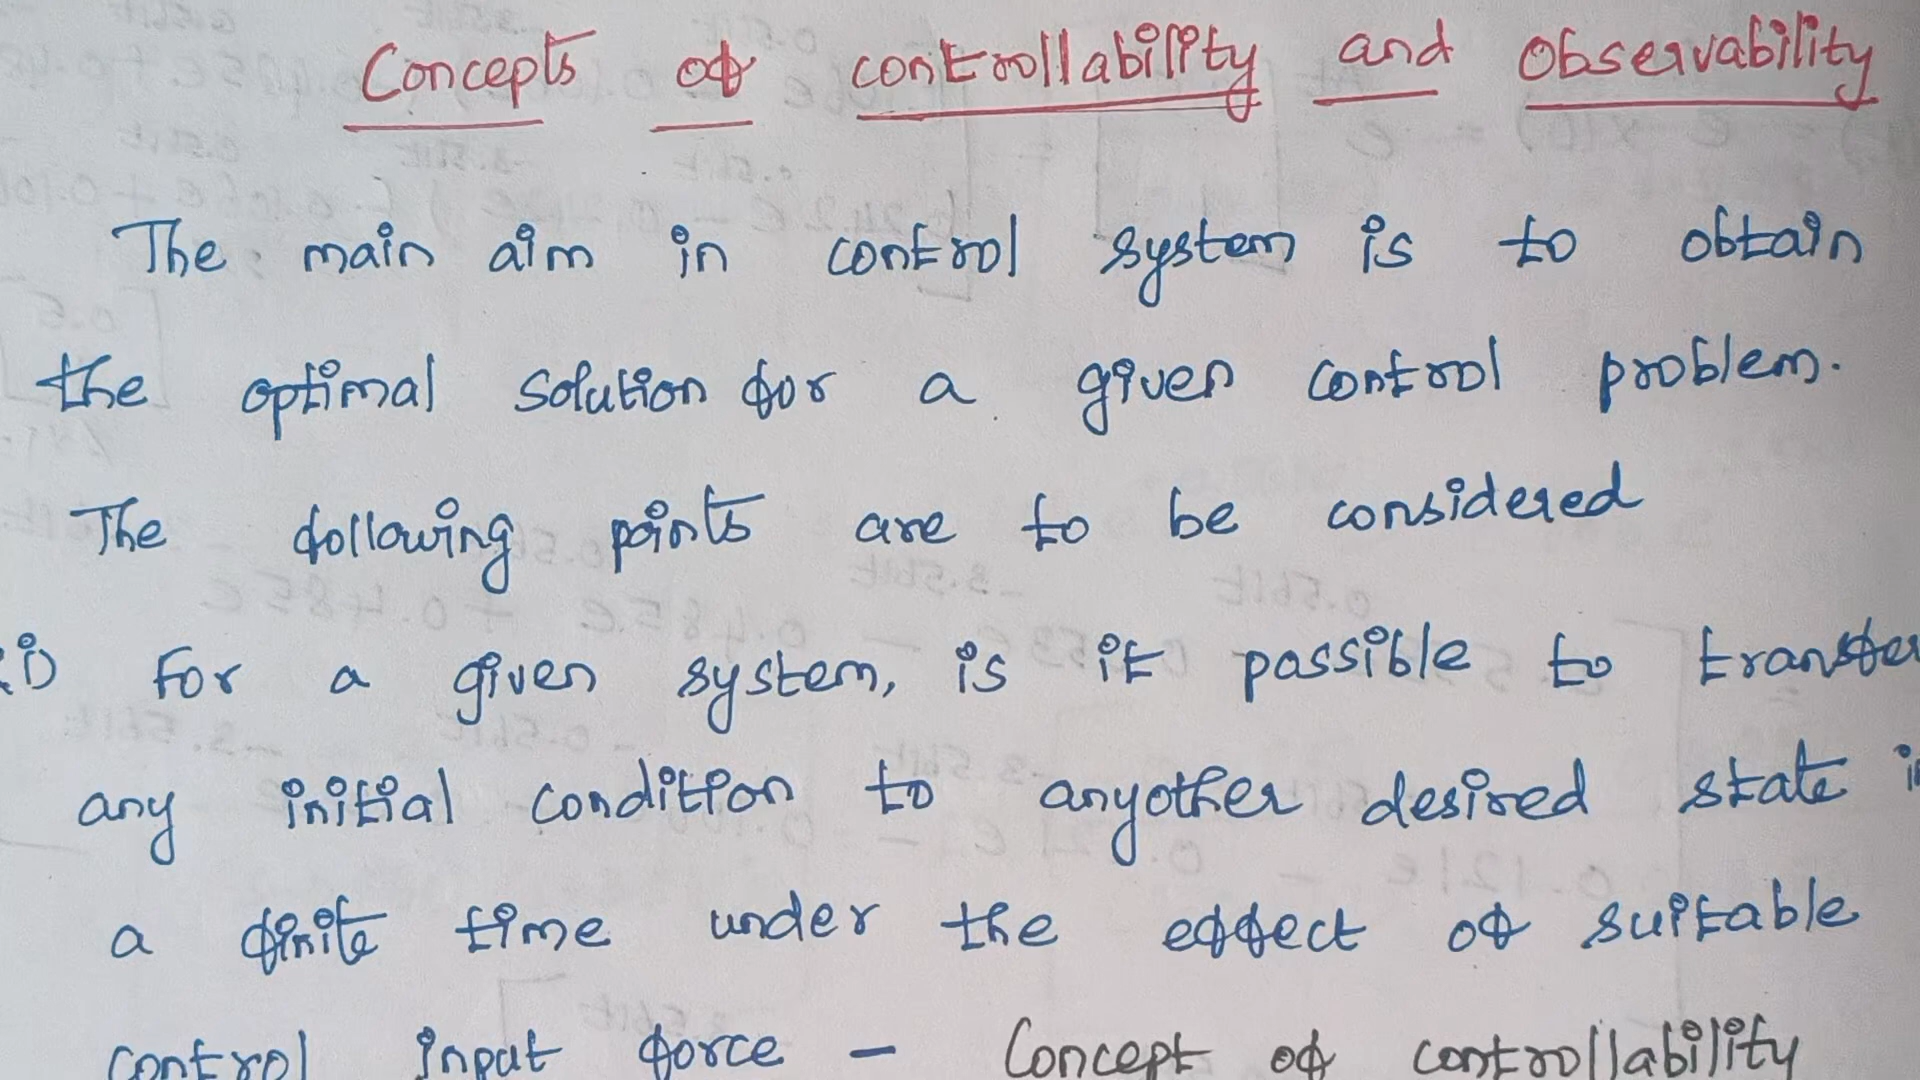 Concepts of controllability and Observability
The main aim in control system is to obtain
the optimal solution for a given control problem.
The following points are to be considered
i) For a given system, is it possible to transfer
any initial condition to anyother desired state in
a finite time under the effect of suitable
control input force - Concept of controllability